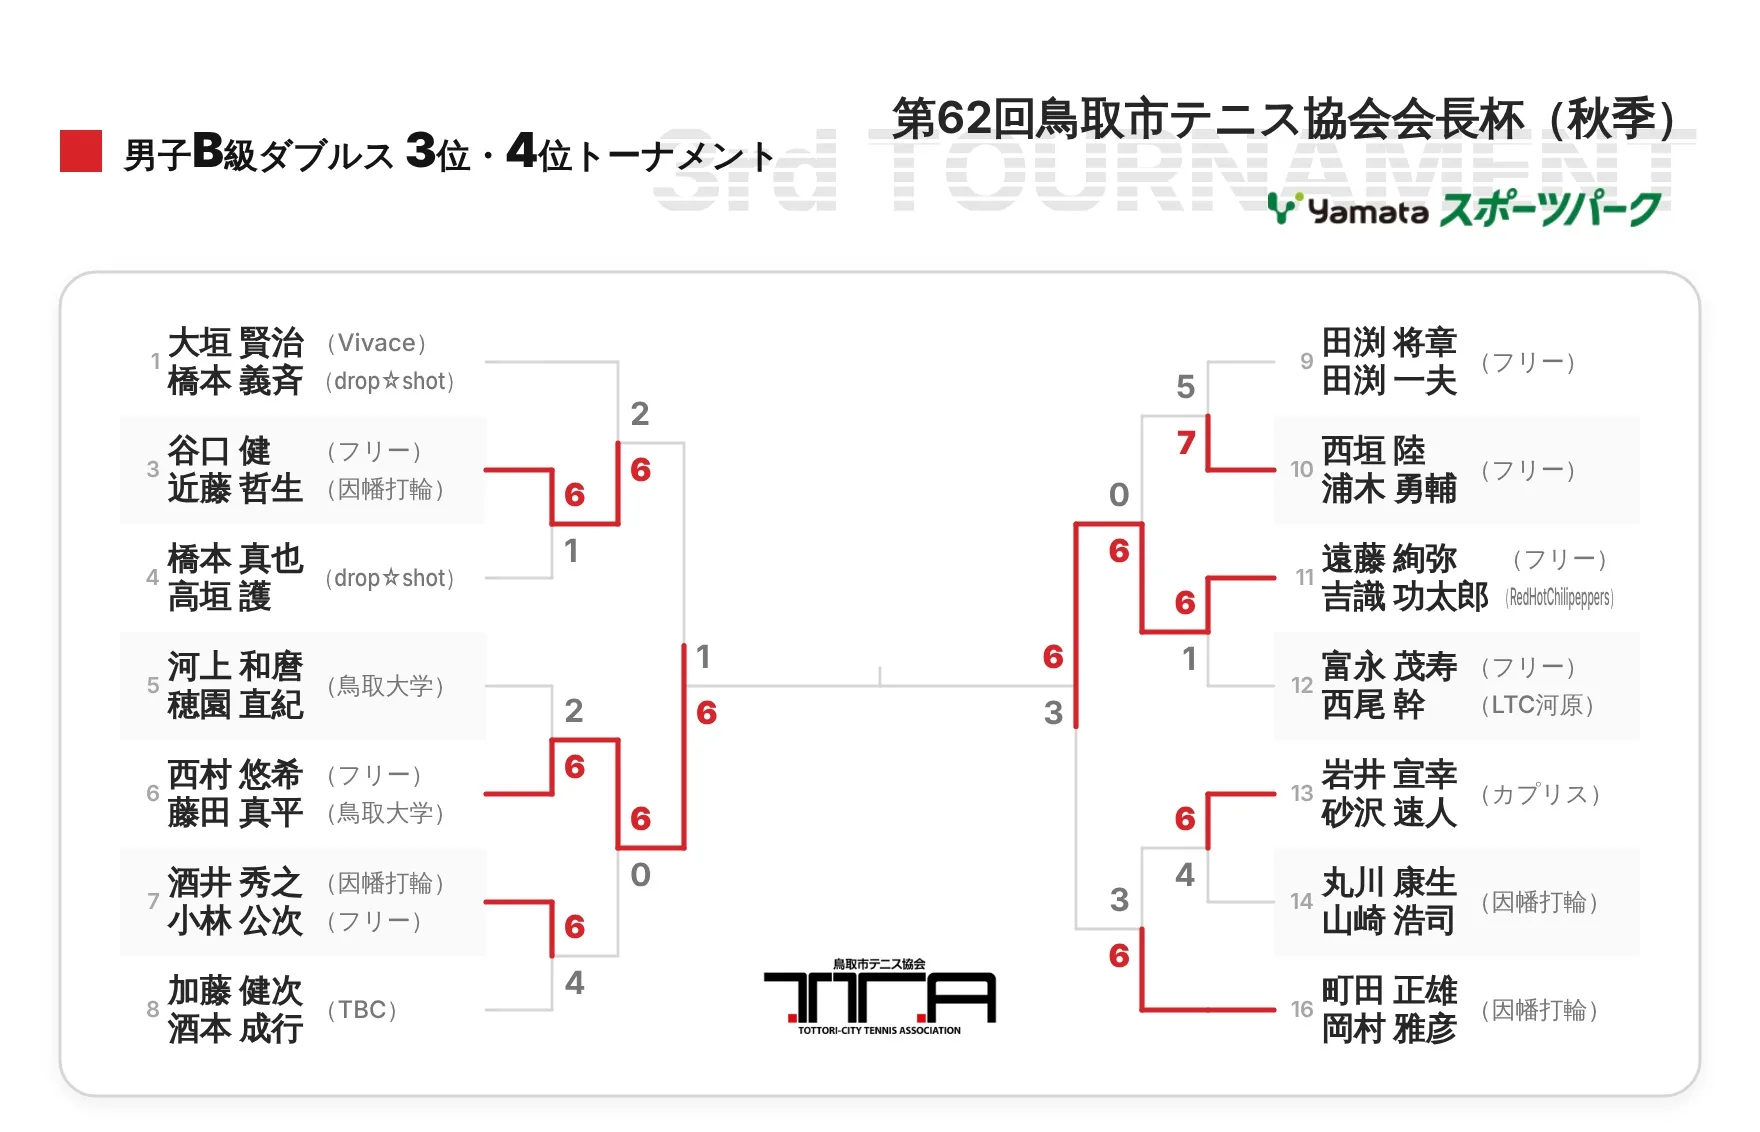 第62回鳥取市テニス協会会長杯（秋季）
男子B級ダブルス 3位・4位トーナメント
3rd TOURNAMENT
Yamata スポーツパーク
1 大垣 賢治 （Vivace）
橋本 義斉 （drop☆shot）
3 谷口 健 （フリー）
近藤 哲生 （因幡打輪）
4 橋本 真也 （drop☆shot）
高垣 護
5 河上 和麿 （鳥取大学）
穂園 直紀
6 西村 悠希 （フリー）
藤田 真平 （鳥取大学）
7 酒井 秀之 （因幡打輪）
小林 公次 （フリー）
8 加藤 健次 （TBC）
酒本 成行
2
6
6
1
2
6
6
0
6
4
1
6
6
3
5
7
0
6
6
1
6
4
3
6
9 田渕 将章 （フリー）
田渕 一夫
10 西垣 陸 （フリー）
浦木 勇輔
11 遠藤 絢弥 （フリー）
吉識 功太郎 （RedHotChilipeppers）
12 富永 茂寿 （フリー）
西尾 幹 （LTC河原）
13 岩井 宣幸 （カプリス）
砂沢 速人
14 丸川 康生 （因幡打輪）
山崎 浩司
16 町田 正雄 （因幡打輪）
岡村 雅彦
鳥取市テニス協会
T.T.A
TOTTORI-CITY TENNIS ASSOCIATION